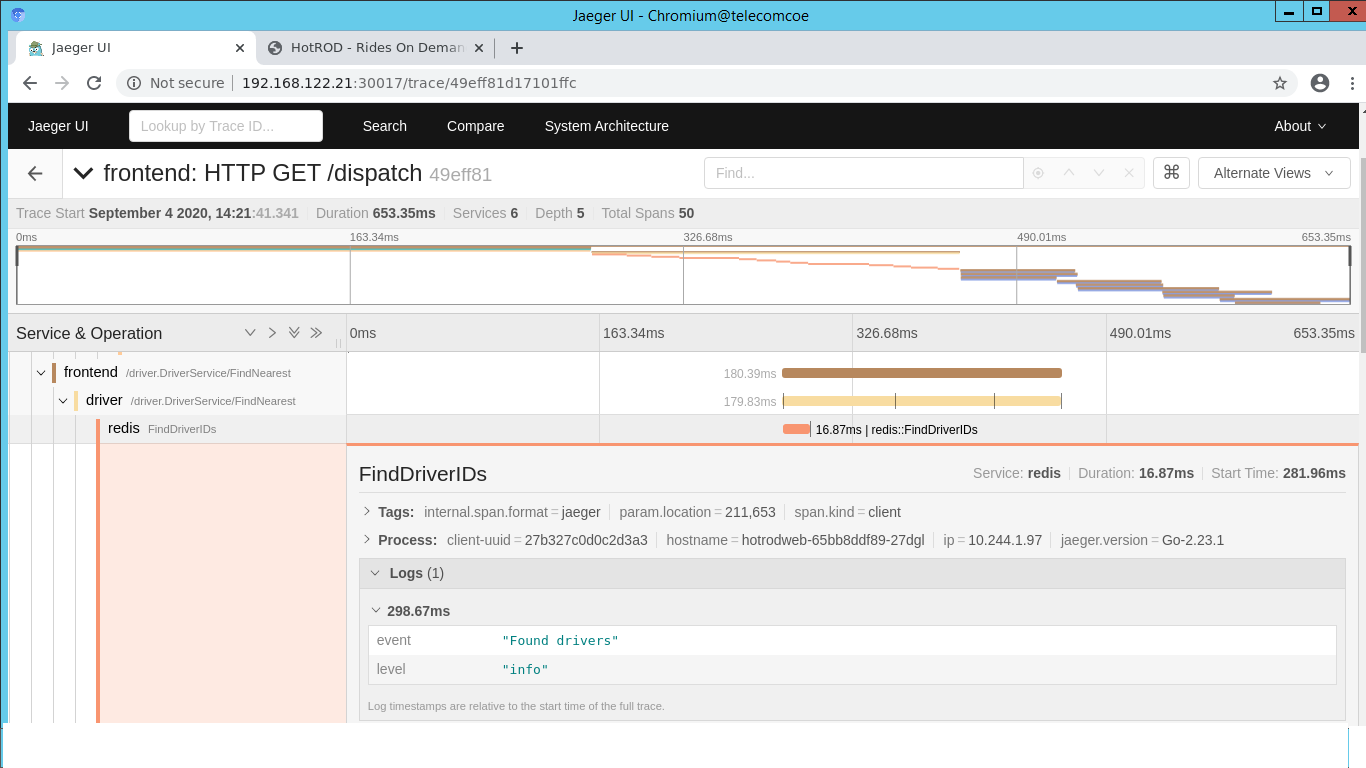 Jaeger UI - Chromium@telecomcoe
Jaeger UI HotROD - Rides On Deman
Not secure 192.168.122.21:30017/trace/49eff81d17101ffc
Jaeger UI Lookup by Trace ID... Search Compare System Architecture About
frontend: HTTP GET /dispatch 49eff81 Find... ⌘ Alternate Views
Trace Start September 4 2020, 14:21:41.341 Duration 653.35ms Services 6 Depth 5 Total Spans 50
0ms 163.34ms 326.68ms 490.01ms 653.35ms
Service & Operation 0ms 163.34ms 326.68ms 490.01ms 653.35ms
frontend /driver.DriverService/FindNearest 180.39ms
driver /driver.DriverService/FindNearest 179.83ms
redis FindDriverIDs 16.87ms | redis::FindDriverIDs
FindDriverIDs Service: redis Duration: 16.87ms Start Time: 281.96ms
Tags: internal.span.format = jaeger param.location = 211,653 span.kind = client
Process: client-uuid = 27b327c0d0c2d3a3 hostname = hotrodweb-65bb8ddf89-27dgl ip = 10.244.1.97 jaeger.version = Go-2.23.1
Logs (1)
298.67ms
event "Found drivers"
level "info"
Log timestamps are relative to the start time of the full trace.